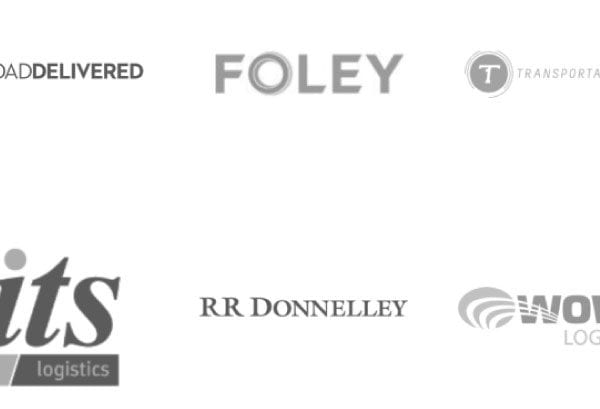 OADDELIVERED
FOLEY
T TRANSPORTA
its
logistics
RR DONNELLEY
WOW
LOG